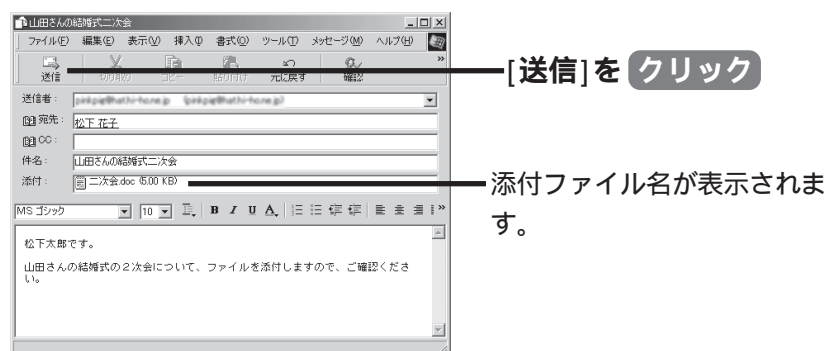 山田さんの結婚式二次会
ファイル(F) 編集(E) 表示(V) 挿入(I) 書式(O) ツール(T) メッセージ(M) ヘルプ(H)
送信 切り取り コピー 貼り付け 元に戻す 確認 »
[送信]を クリック
送信者:
宛先: 松下 花子
CC:
件名: 山田さんの結婚式二次会
添付: 二次会.doc (5.00 KB)
添付ファイル名が表示されま
す。
MS ゴシック 10 B I U A »
松下太郎です。
山田さんの結婚式の2次会について、ファイルを添付しますので、ご確認くださ
い。